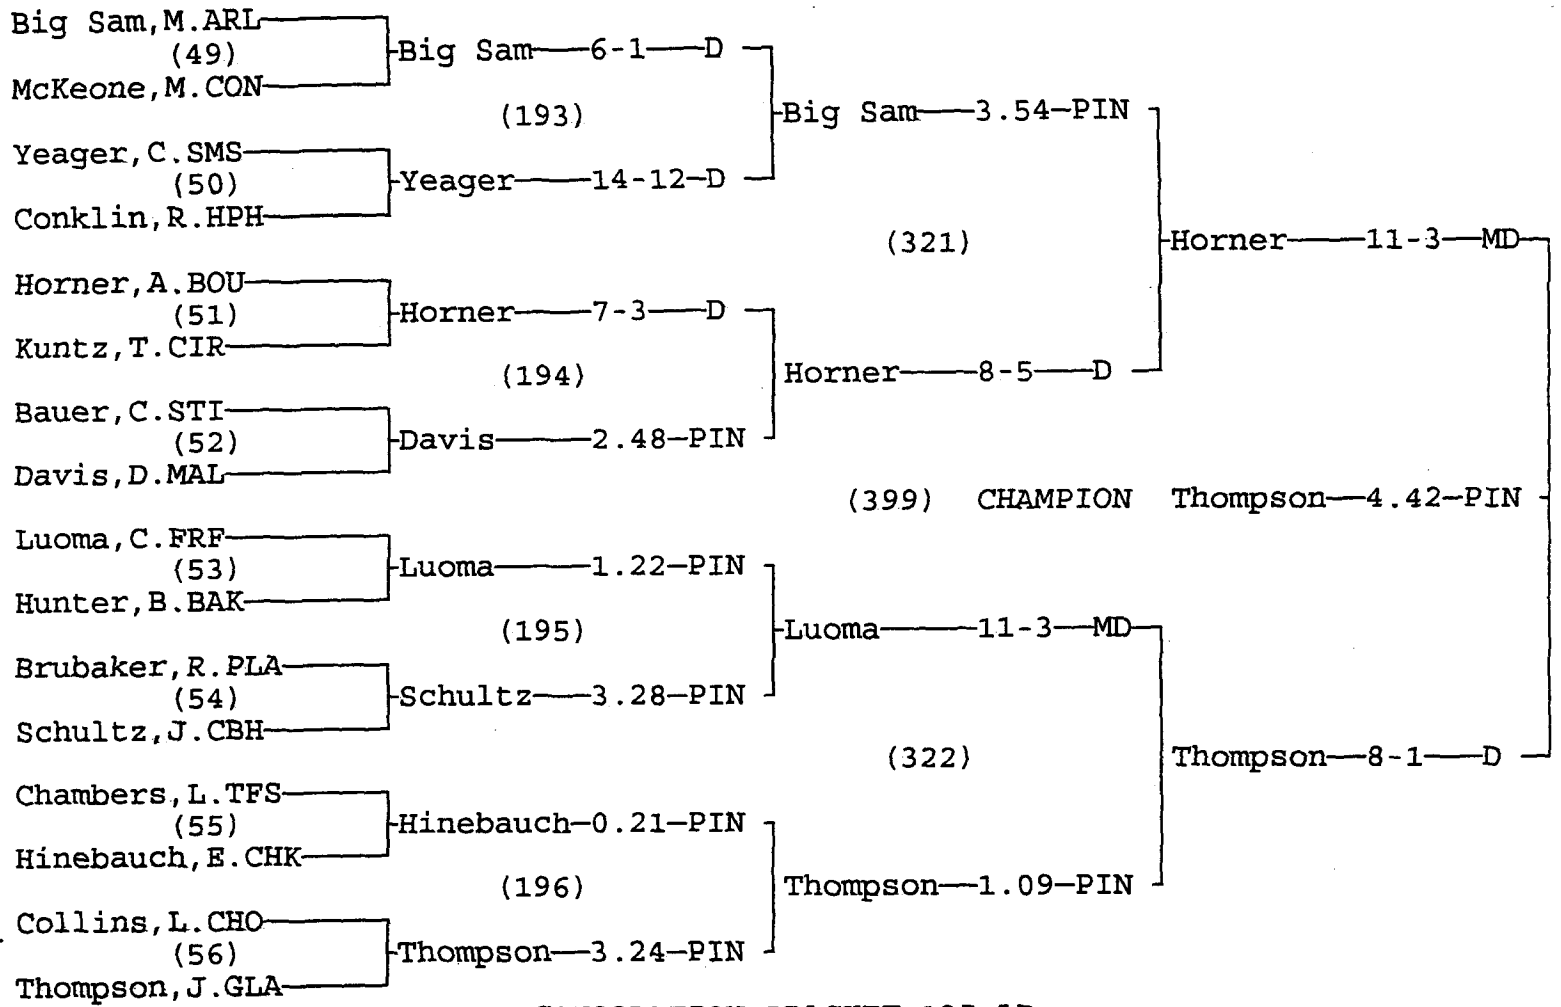 Big Sam,M.ARL
(49) Big Sam 6-1 D
McKeone,M.CON
(193) Big Sam 3.54-PIN
Yeager,C.SMS
(50) Yeager 14-12-D
Conklin,R.HPH
(321) Horner 11-3 MD
Horner,A.BOU
(51) Horner 7-3 D
Kuntz,T.CIR
(194) Horner 8-5 D
Bauer,C.STI
(52) Davis 2.48-PIN
Davis,D.MAL
(399) CHAMPION Thompson 4.42-PIN
Luoma,C.FRF
(53) Luoma 1.22-PIN
Hunter,B.BAK
(195) Luoma 11-3 MD
Brubaker,R.PLA
(54) Schultz 3.28-PIN
Schultz,J.CBH
(322) Thompson 8-1 D
Chambers,L.TFS
(55) Hinebauch-0.21-PIN
Hinebauch,E.CHK
(196) Thompson 1.09-PIN
Collins,L.CHO
(56) Thompson 3.24-PIN
Thompson,J.GLA